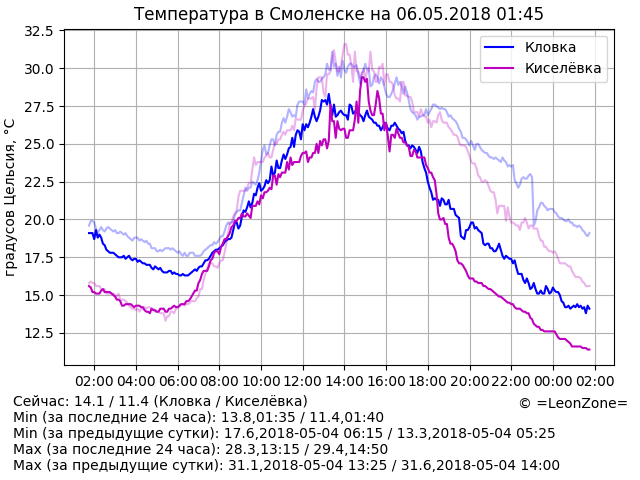 Температура в Смоленске на 06.05.2018 01:45
градусов Цельсия, °C
32.5
30.0
27.5
25.0
22.5
20.0
17.5
15.0
12.5
Кловка
Киселёвка
02:00 04:00 06:00 08:00 10:00 12:00 14:00 16:00 18:00 20:00 22:00 00:00 02:00
Сейчас: 14.1 / 11.4 (Кловка / Киселёвка)
© =LeonZone=
Min (за последние 24 часа): 13.8,01:35 / 11.4,01:40
Min (за предыдущие сутки): 17.6,2018-05-04 06:15 / 13.3,2018-05-04 05:25
Max (за последние 24 часа): 28.3,13:15 / 29.4,14:50
Max (за предыдущие сутки): 31.1,2018-05-04 13:25 / 31.6,2018-05-04 14:00